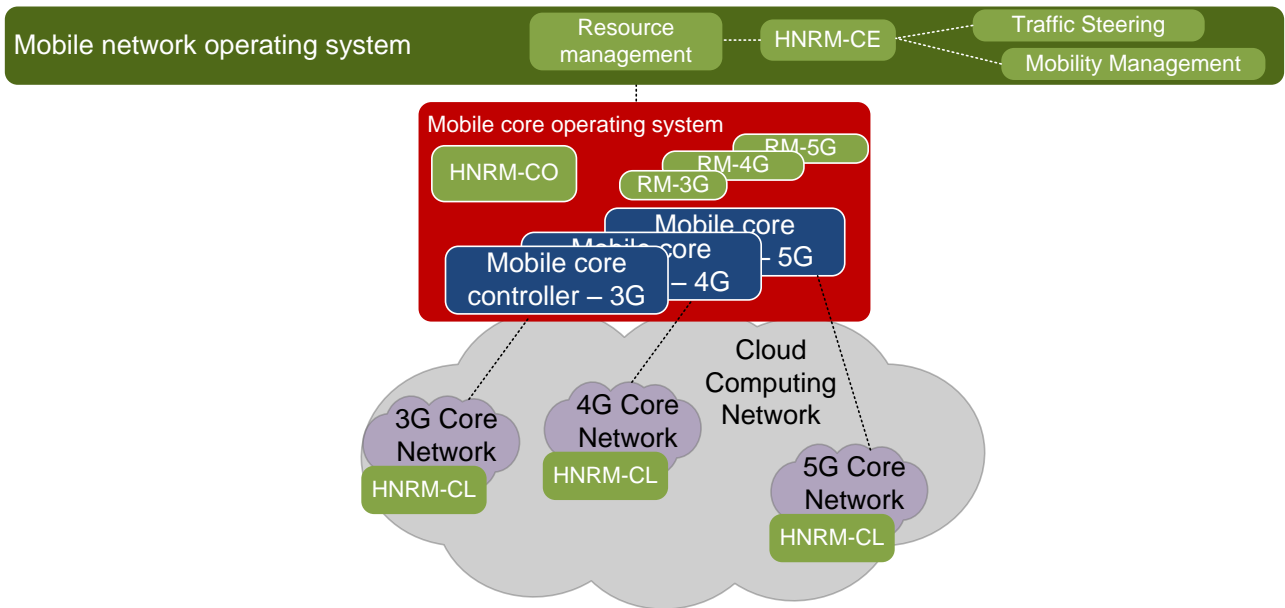 Mobile network operating system
Resource
management
HNRM-CE
Traffic Steering
Mobility Management
Mobile core operating system
HNRM-CO
RM-5G
RM-4G
RM-3G
Mobile core
– 5G
Mobile core
– 4G
Mobile core
controller – 3G
Cloud
Computing
Network
3G Core
Network
HNRM-CL
4G Core
Network
HNRM-CL
5G Core
Network
HNRM-CL